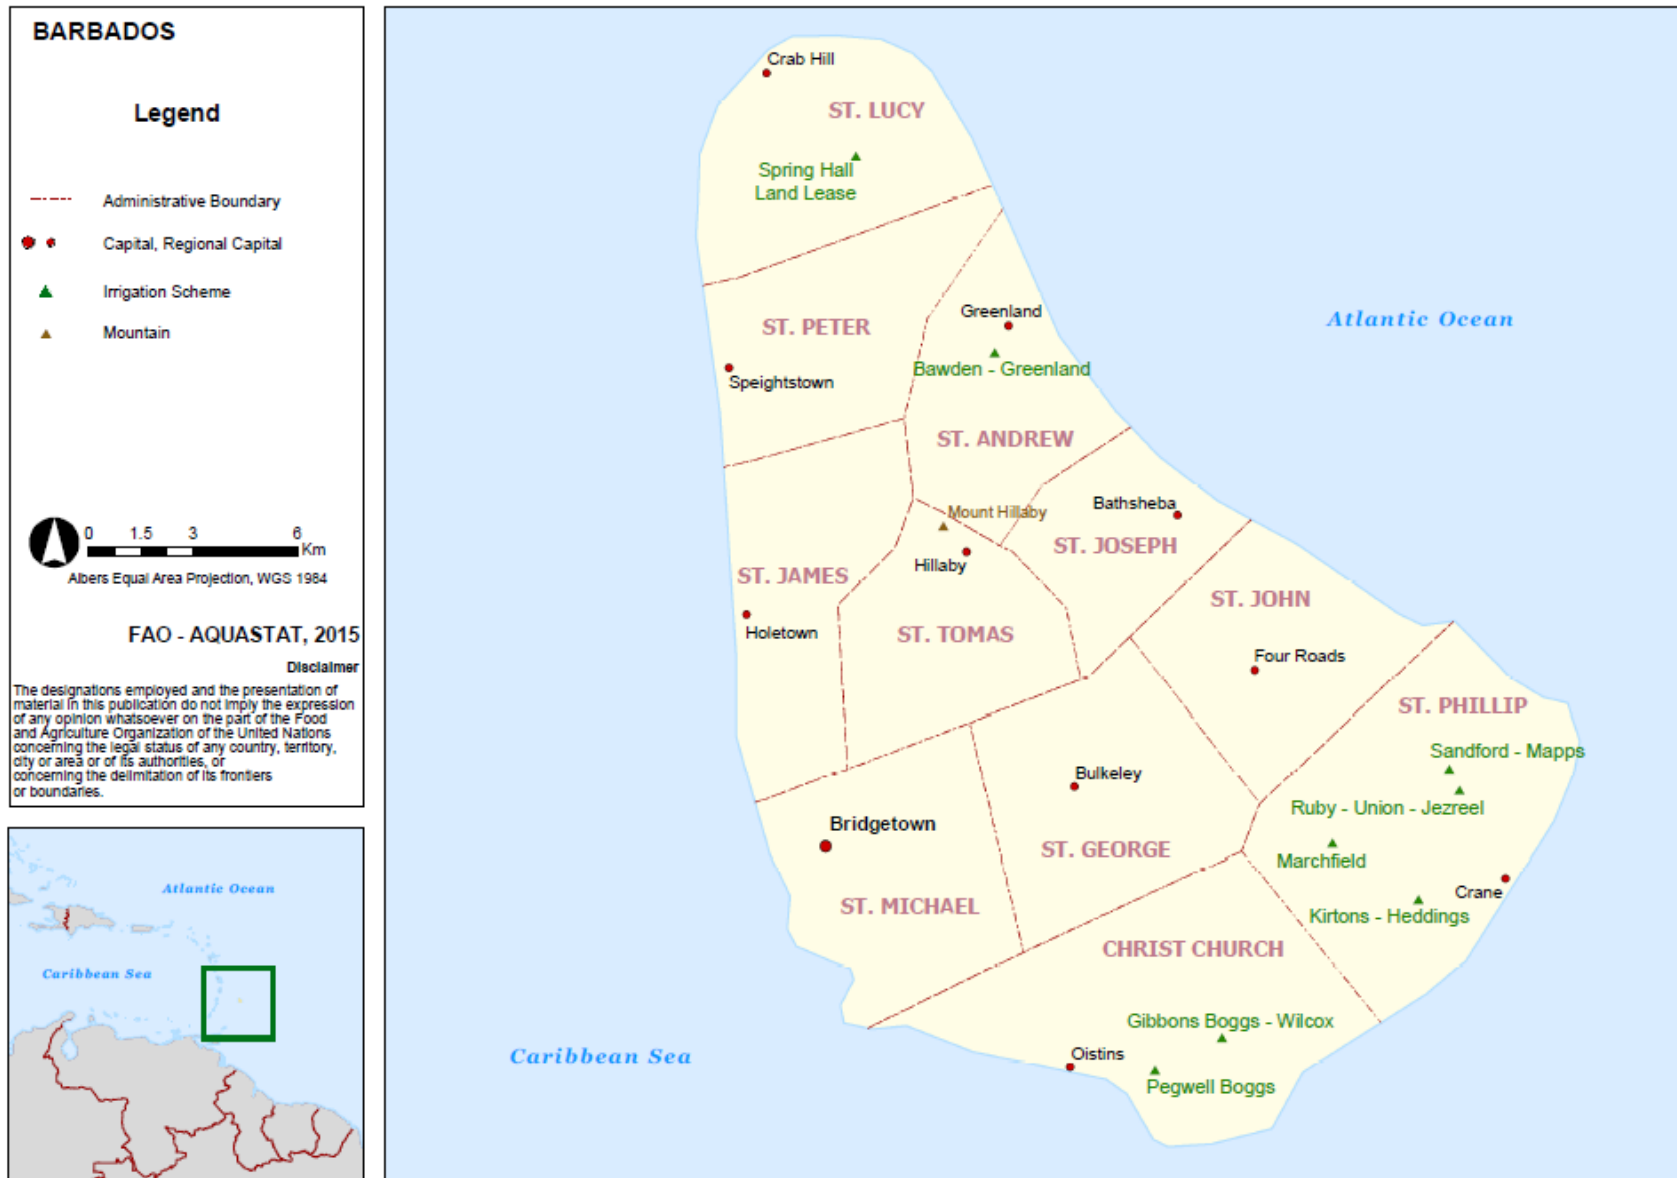 BARBADOS
Legend
Administrative Boundary
Capital, Regional Capital
Irrigation Scheme
Mountain
0 1.5 3 6
Km
Albers Equal Area Projection, WGS 1984
FAO - AQUASTAT, 2015
Disclaimer
The designations employed and the presentation of
material in this publication do not imply the expression
of any opinion whatsoever on the part of the Food
and Agriculture Organization of the United Nations
concerning the legal status of any country, territory,
city or area or of its authorities, or
concerning the delimitation of its frontiers
or boundaries.
Atlantic Ocean
Caribbean Sea
Crab Hill
ST. LUCY
Spring Hall
Land Lease
Greenland
Atlantic Ocean
ST. PETER
Bawden - Greenland
Speightstown
ST. ANDREW
Bathsheba
Mount Hillaby
ST. JOSEPH
Hillaby
ST. JAMES
ST. JOHN
Holetown
ST. TOMAS
Four Roads
ST. PHILLIP
Sandford - Mapps
Bulkeley
Ruby - Union - Jezreel
Bridgetown
ST. GEORGE
Marchfield
Crane
ST. MICHAEL
Kirtons - Heddings
CHRIST CHURCH
Gibbons Boggs - Wilcox
Caribbean Sea
Oistins
Pegwell Boggs